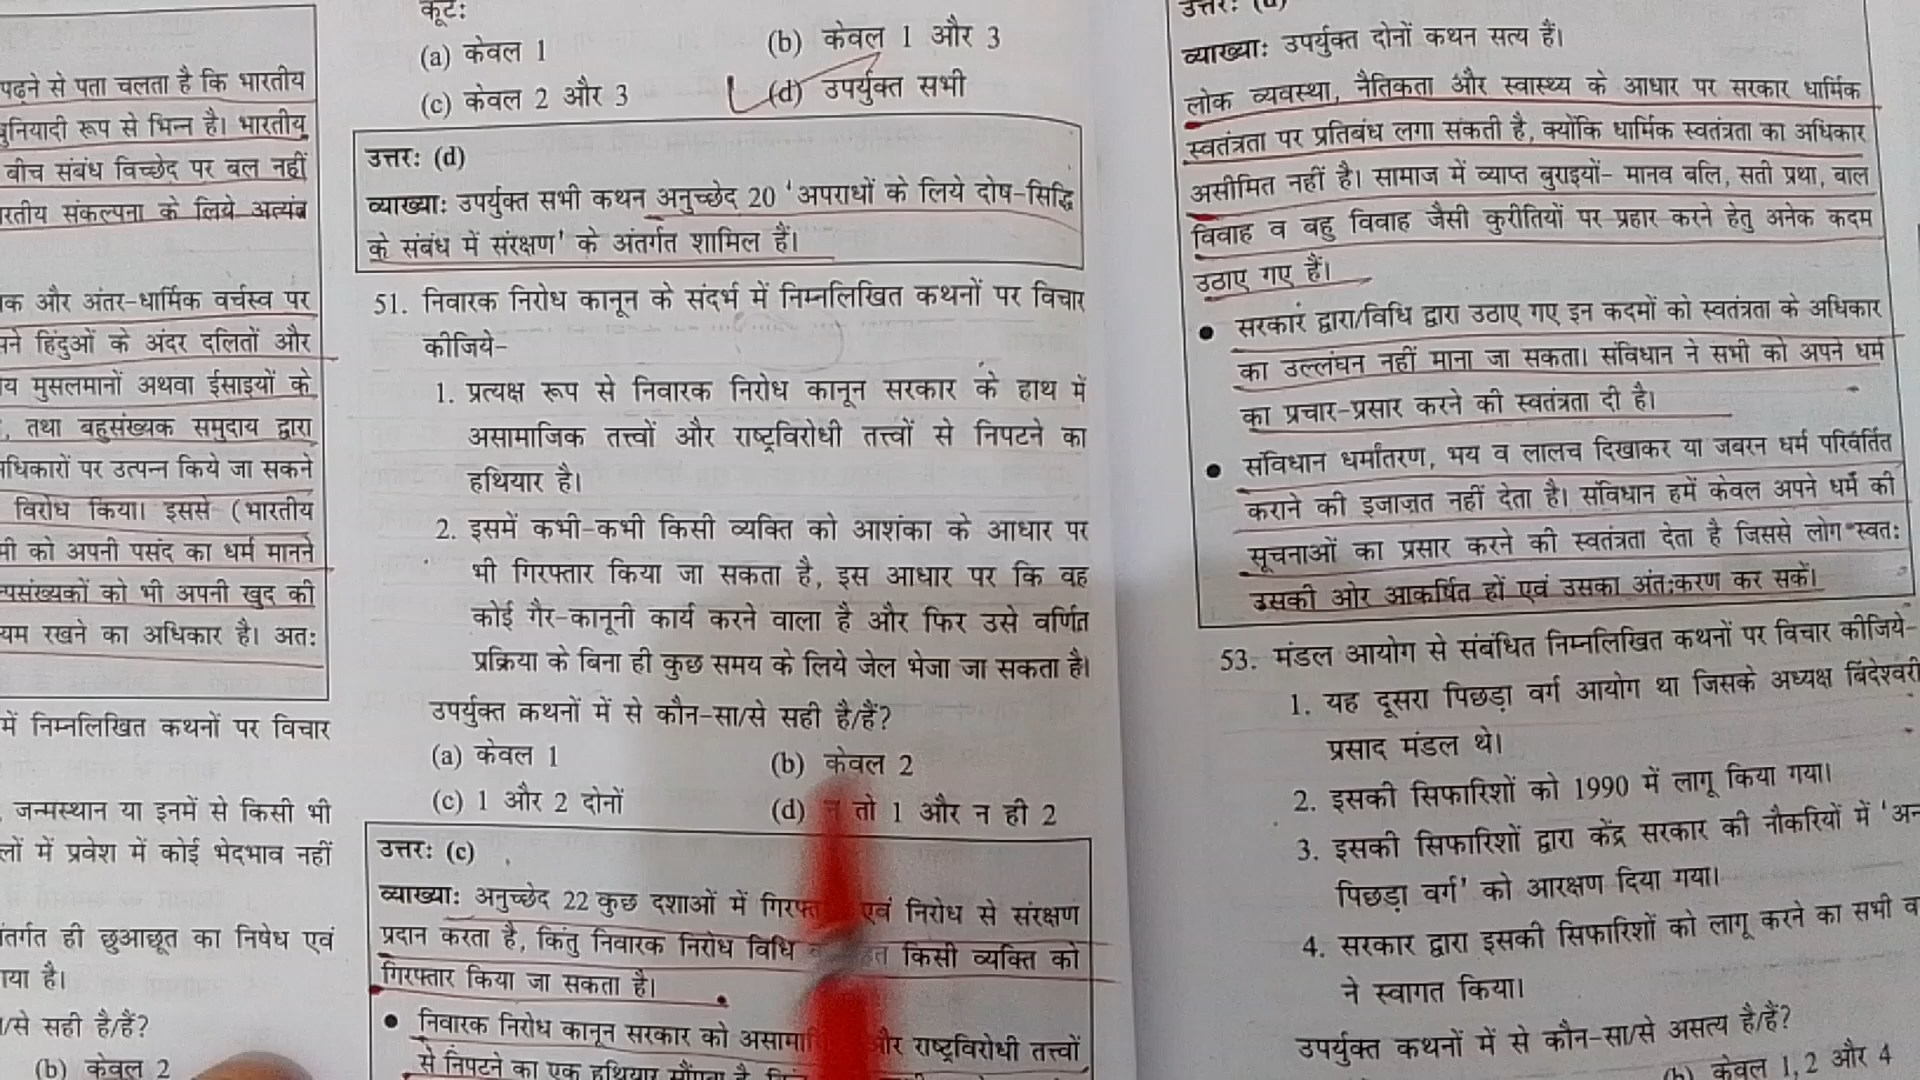 पढ़ने से पता चलता है कि भारतीय
बुनियादी रूप से भिन्न है। भारतीय
बीच संबंध विच्छेद पर बल नहीं
संकल्पना के लिये अत्यंत
और अंतर-धार्मिक वर्चस्व पर
हिंदुओं के अंदर दलितों और
मुसलमानों अथवा ईसाइयों के
, तथा बहुसंख्यक समुदाय द्वारा
पर उत्पन्न किये जा सकने
विरोध किया। इससे (भारतीय
को अपनी पसंद का धर्म मानने
को भी अपनी खुद की
रखने का अधिकार है। अतः
में निम्नलिखित कथनों पर विचार
जन्मस्थान या इनमें से किसी भी
में प्रवेश में कोई भेदभाव नहीं
ही छुआछूत का निषेध एवं
गया है।
/से सही है/हैं?
(b) केवल 2
कूटः
(a) केवल 1
(b) केवल 1 और 3
(c) केवल 2 और 3
(d) उपर्युक्त सभी
उत्तरः (d)
व्याख्याः उपर्युक्त सभी कथन अनुच्छेद 20 'अपराधों के लिये दोष-सिद्धि
के संबंध में संरक्षण' के अंतर्गत शामिल हैं।
51. निवारक निरोध कानून के संदर्भ में निम्नलिखित कथनों पर विचार
कीजिये-
1. प्रत्यक्ष रूप से निवारक निरोध कानून सरकार के हाथ में
असामाजिक तत्त्वों और राष्ट्रविरोधी तत्त्वों से निपटने का
हथियार है।
2. इसमें कभी-कभी किसी व्यक्ति को आशंका के आधार पर
भी गिरफ्तार किया जा सकता है, इस आधार पर कि वह
कोई गैर-कानूनी कार्य करने वाला है और फिर उसे वर्णित
प्रक्रिया के बिना ही कुछ समय के लिये जेल भेजा जा सकता है।
उपर्युक्त कथनों में से कौन-सा/से सही है/हैं?
(a) केवल 1
(b) केवल 2
(c) 1 और 2 दोनों
(d) न तो 1 और न ही 2
उत्तरः (c)
व्याख्याः अनुच्छेद 22 कुछ दशाओं में एवं निरोध से संरक्षण
प्रदान करता है, किंतु निवारक निरोध विधि किसी व्यक्ति को
गिरफ्तार किया जा सकता है।
● निवारक निरोध कानून सरकार को और राष्ट्रविरोधी तत्त्वों
से निपटने का एक हथियार
उत्तरः
व्याख्याः उपर्युक्त दोनों कथन सत्य हैं।
लोक व्यवस्था, नैतिकता और स्वास्थ्य के आधार पर सरकार धार्मिक
स्वतंत्रता पर प्रतिबंध लगा सकती है, क्योंकि धार्मिक स्वतंत्रता का अधिकार
असीमित नहीं है। सामाज में व्याप्त बुराइयों- मानव बलि, सती प्रथा, बाल
विवाह व बहु विवाह जैसी कुरीतियों पर प्रहार करने हेतु अनेक कदम
उठाए गए हैं।
● सरकार द्वारा/विधि द्वारा उठाए गए इन कदमों को स्वतंत्रता के अधिकार
का उल्लंघन नहीं माना जा सकता। संविधान ने सभी को अपने धर्म
का प्रचार-प्रसार करने की स्वतंत्रता दी है।
● संविधान धर्मांतरण, भय व लालच दिखाकर या जबरन धर्म परिवर्तित
कराने की इजाज़त नहीं देता है। संविधान हमें केवल अपने धर्म की
सूचनाओं का प्रसार करने की स्वतंत्रता देता है जिससे लोग स्वतः
उसकी ओर आकर्षित हों एवं उसका अंतःकरण कर सकें।
53. मंडल आयोग से संबंधित निम्नलिखित कथनों पर विचार कीजिये-
1. यह दूसरा पिछड़ा वर्ग आयोग था जिसके अध्यक्ष बिंदेश्वरी
प्रसाद मंडल थे।
2. इसकी सिफारिशों को 1990 में लागू किया गया।
3. इसकी सिफारिशों द्वारा केंद्र सरकार की नौकरियों में
पिछड़ा वर्ग' को आरक्षण दिया गया।
4. सरकार द्वारा इसकी सिफारिशों को लागू करने का सभी
ने स्वागत किया।
उपर्युक्त कथनों में से कौन-सा/से असत्य है/हैं?
(b) केवल 1, 2 और 4